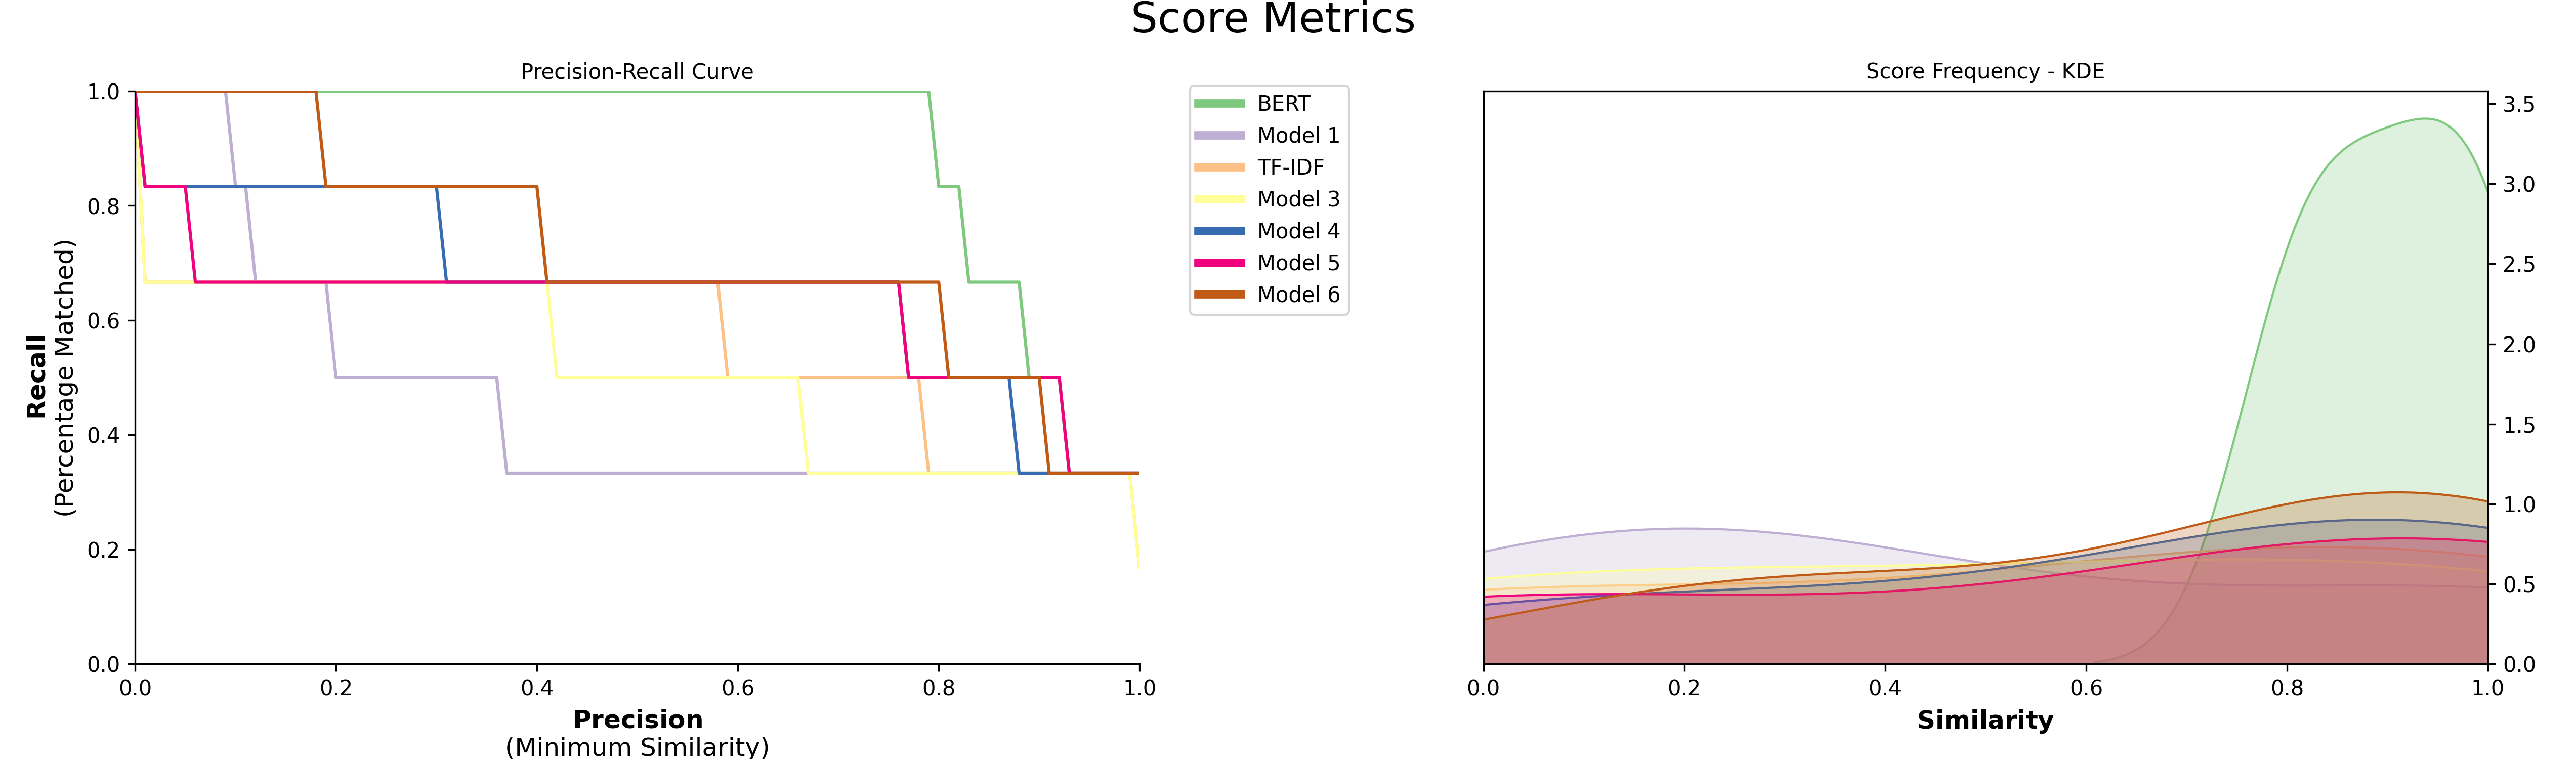 Score Metrics
Precision-Recall Curve
1.0
0.8
0.6
0.4
0.2
0.0
Recall
(Percentage Matched)
0.0 0.2 0.4 0.6 0.8 1.0
Precision
(Minimum Similarity)
BERT
Model 1
TF-IDF
Model 3
Model 4
Model 5
Model 6
Score Frequency - KDE
3.5
3.0
2.5
2.0
1.5
1.0
0.5
0.0
0.0 0.2 0.4 0.6 0.8 1.0
Similarity